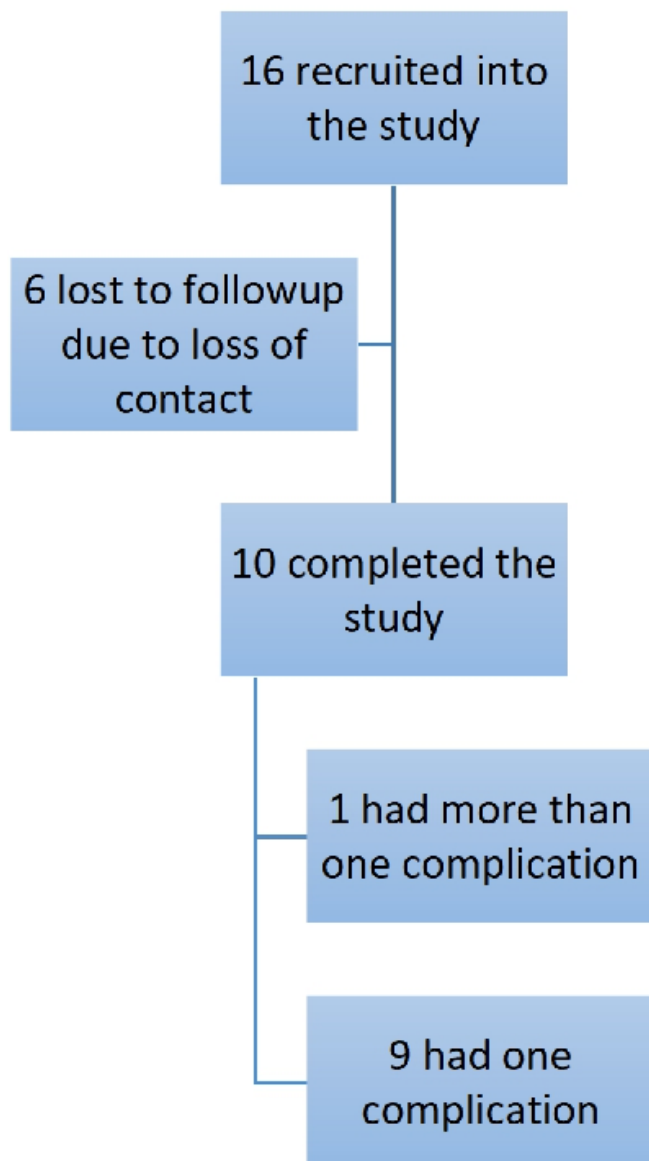 16 recruited into
the study
6 lost to followup
due to loss of
contact
10 completed the
study
1 had more than
one complication
9 had one
complication